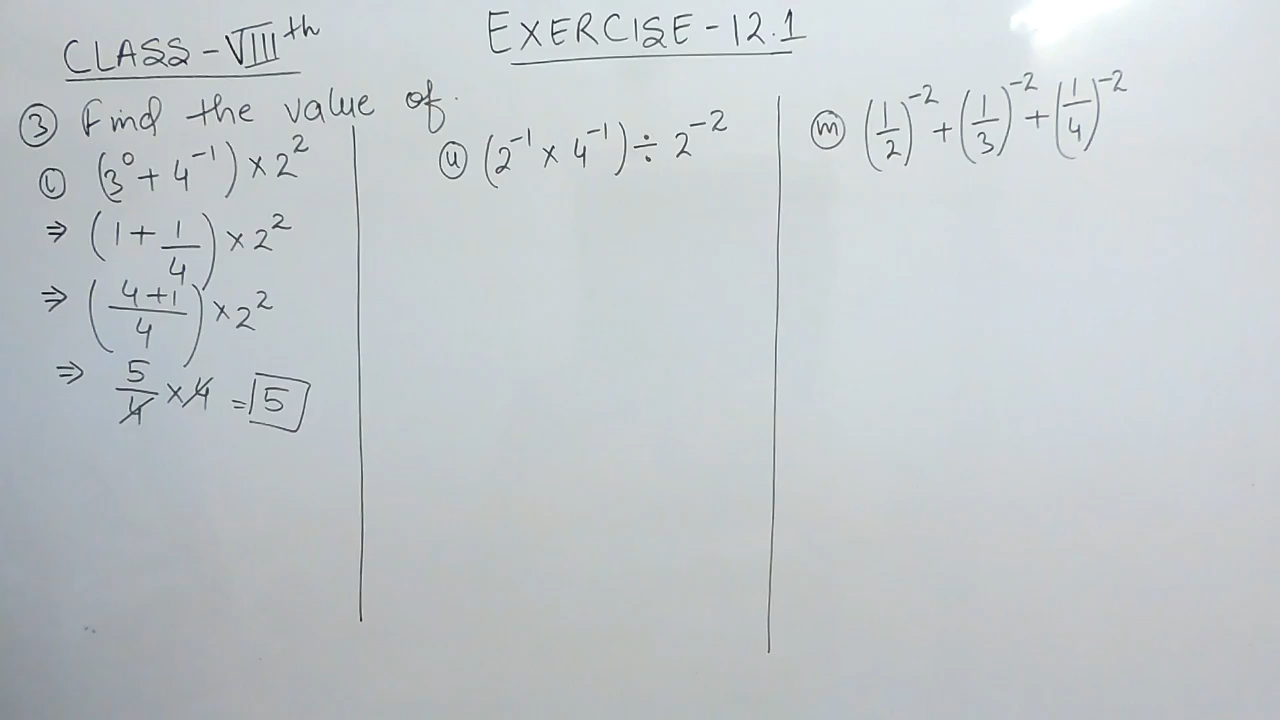 CLASS - VIIIth
EXERCISE - 12.1
③ Find the value of.
(i) (3⁰ + 4⁻¹) × 2²
⇒ (1 + 1/4) × 2²
⇒ ((4+1)/4) × 2²
⇒ 5/4 × 4 = 5
(ii) (2⁻¹ × 4⁻¹) ÷ 2⁻²
(iii) (1/2)⁻² + (1/3)⁻² + (1/4)⁻²